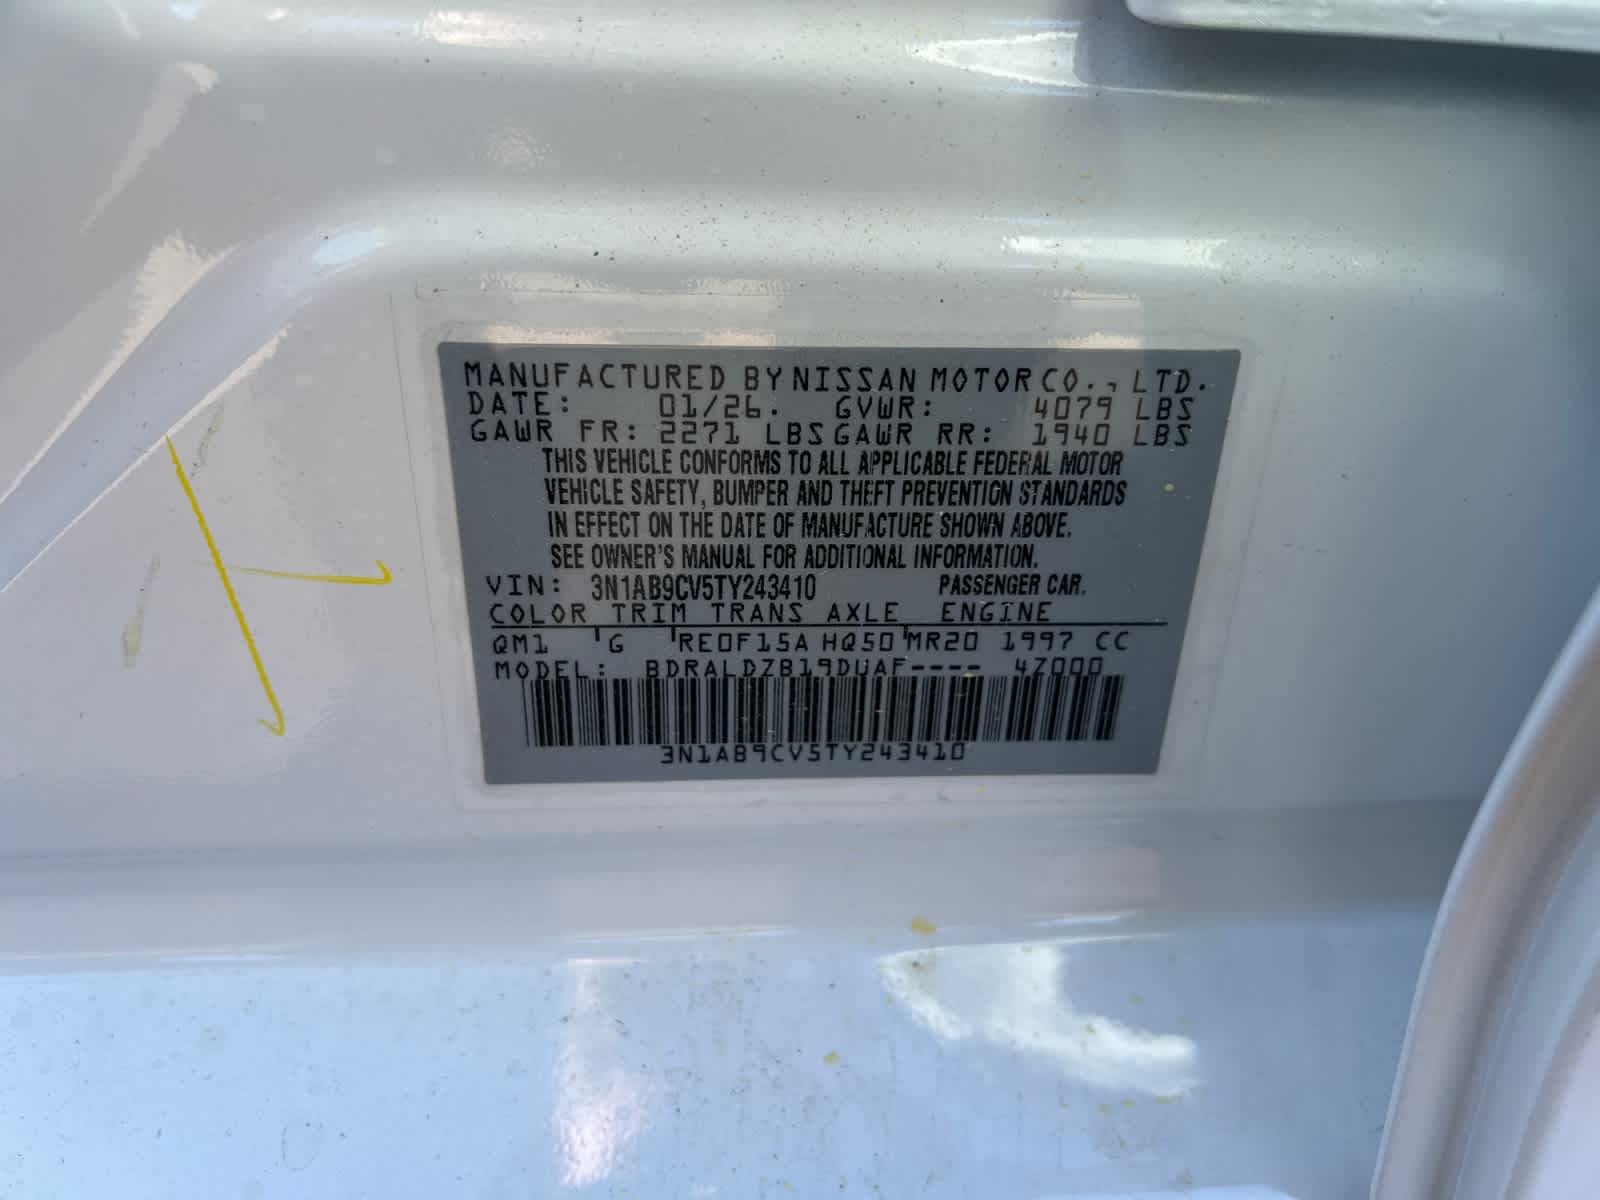 MANUFACTURED BY NISSAN MOTOR CO., LTD.
DATE: 01/26. GVWR: 4079 LBS
GAWR FR: 2271 LBS GAWR RR: 1940 LBS
THIS VEHICLE CONFORMS TO ALL APPLICABLE FEDERAL MOTOR
VEHICLE SAFETY, BUMPER AND THEFT PREVENTION STANDARDS
IN EFFECT ON THE DATE OF MANUFACTURE SHOWN ABOVE.
SEE OWNER'S MANUAL FOR ADDITIONAL INFORMATION.
VIN: 3N1AB9CV5TY243410 PASSENGER CAR.
COLOR TRIM TRANS AXLE ENGINE
QM1 G RE0F15A HQ50 MR20 1997 CC
MODEL: BDRALDZB19DUAF---- 4Z000
3N1AB9CV5TY243410